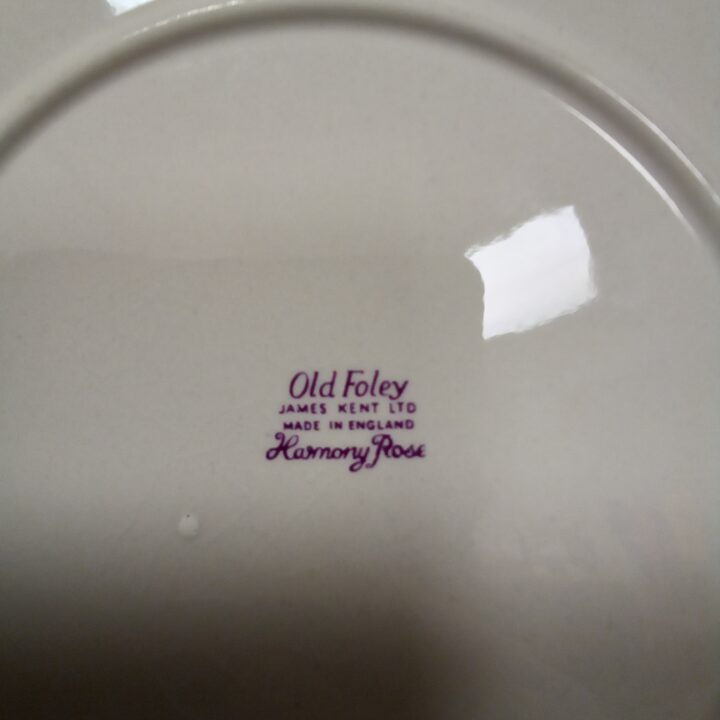 Old Foley
JAMES KENT LTD
MADE IN ENGLAND
Harmony Rose